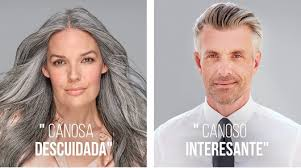 " CANOSA
DESCUIDADA"
" CANOSO
INTERESANTE"